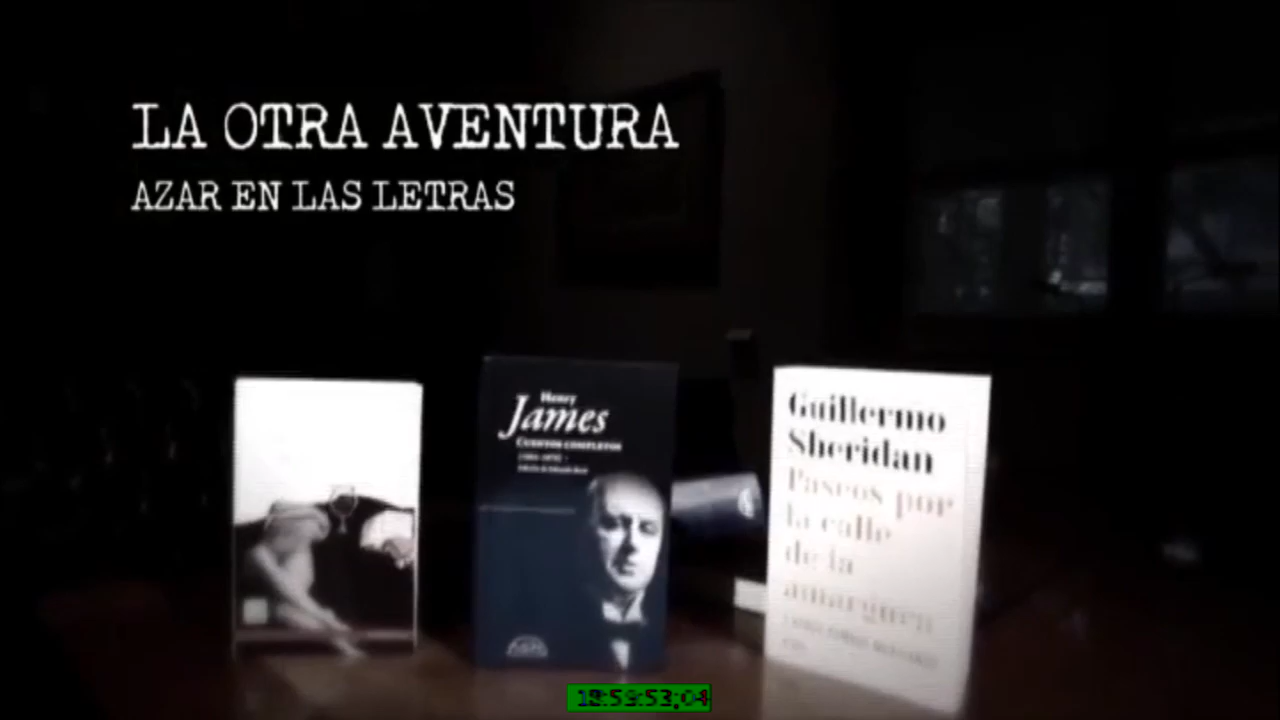 LA OTRA AVENTURA
AZAR EN LAS LETRAS
Henry
James
CUENTOS COMPLETOS
Guillermo
Sheridan
Paseos por
la calle
de la
amargura